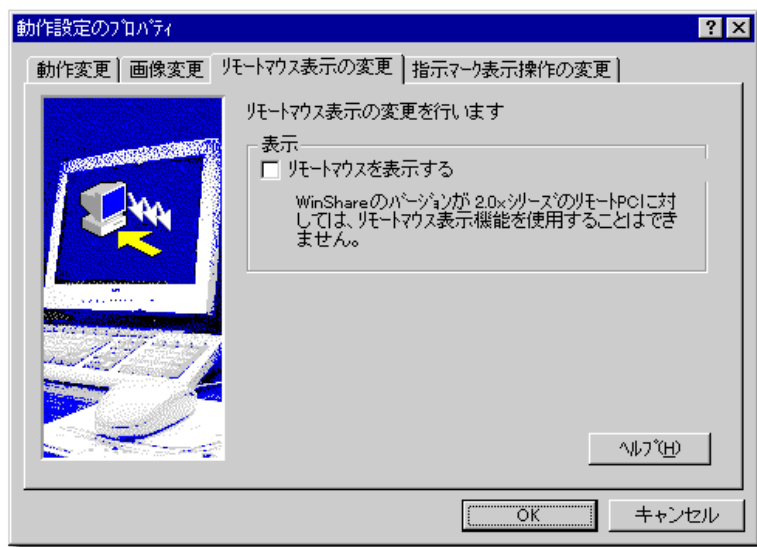 動作設定のプロパティ
動作変更
画像変更
リモートマウス表示の変更
指示マーク表示操作の変更
リモートマウス表示の変更を行います
表示
リモートマウスを表示する
WinShareのバージョンが 2.0xシリーズのリモートPCに対
しては、リモートマウス表示機能を使用することはでき
ません。
ヘルプ(H)
OK
キャンセル